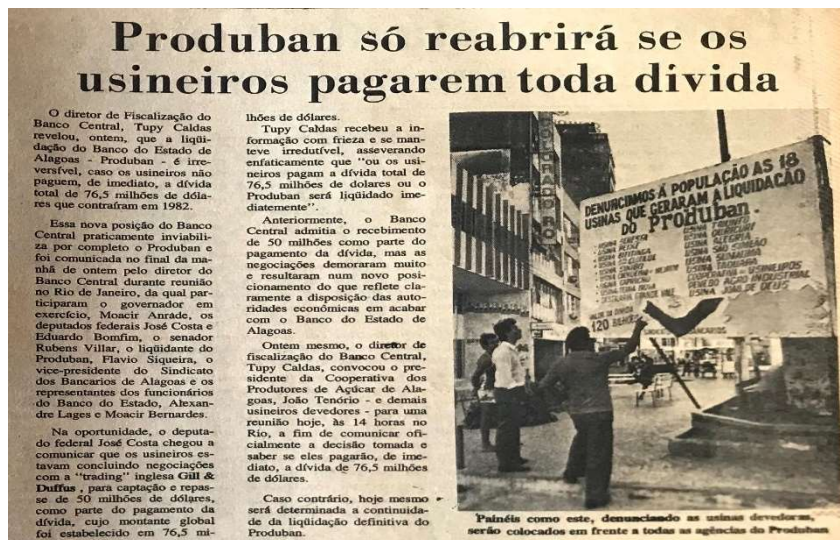 Produban só reabrirá se os
usineiros pagarem toda dívida
O diretor de Fiscalização do
Banco Central, Tupy Caldas
revelou, ontem, que a liqüi-
dação do Banco do Estado de
Alagoas - Produban - é irre-
versível, caso os usineiros não
paguem, de imediato, a dívida
total de 76,5 milhões de dóla-
res que contraíram em 1982.
Essa nova posição do Banco
Central praticamente inviabili-
za por completo o Produban e
foi comunicada no final da ma-
nhã de ontem pelo diretor do
Banco Central durante reunião
no Rio de Janeiro, da qual par-
ticiparam o governador em
exercício, Moacir Anrade, os
deputados federais José Costa e
Eduardo Bomfim, o senador
Rubens Villar, o liqüidante do
Produban, Flavio Siqueira, o
vice-presidente do Sindicato
dos Bancarios de Alagoas e os
representantes dos funcionários
do Banco do Estado, Alexan-
dre Lages e Moacir Bernardes.
Na oportunidade, o deputa-
do federal José Costa chegou a
comunicar que os usineiros es-
tavam concluindo negociações
com a "trading" inglesa Gill &
Duffus , para captação e repas-
se de 50 milhões de dólares,
como parte do pagamento da
dívida, cujo montante global
foi estabelecido em 76,5 mi-
lhões de dólares.
Tupy Caldas recebeu a in-
formação com frieza e se man-
teve irredutível, asseverando
enfaticamente que "ou os usi-
neiros pagam a dívida total de
76,5 milhões de dolares ou o
Produban será liqüidado ime-
diatemente".
Anteriormente, o Banco
Central admitia o recebimento
de 50 milhões como parte do
pagamento da dívida, mas as
negociações demoraram muito
e resultaram num novo posi-
cionamento do que reflete cla-
ramente a disposição das auto-
ridades econômicas em acabar
com o Banco do Estado de
Alagoas.
Ontem mesmo, o diretor de
fiscalização do Banco Central,
Tupy Caldas, convocou o pre-
sidente da Cooperativa dos
Produtores de Açúcar de Ala-
goas, João Tenório - e demais
usineiros devedores - para uma
reunião hoje, às 14 horas no
Rio, a fim de comunicar ofi-
cialmente a decisão tomada e
saber se eles pagarão, de ime-
diato, a dívida de 76,5 milhões
de dólares.
Caso contrário, hoje mesmo
será determinada a continuida-
de da liqüidação definitiva do
Produban.
DENUNCIMOS A POPULAÇÃO AS 18
USINAS QUE GERARAM A LIQUIDAÇÃO
DO Produban
120 BILHÕES
Painéis como este, denunciando as usinas devedoras,
serão colocados em frente a todas as agências do Produban